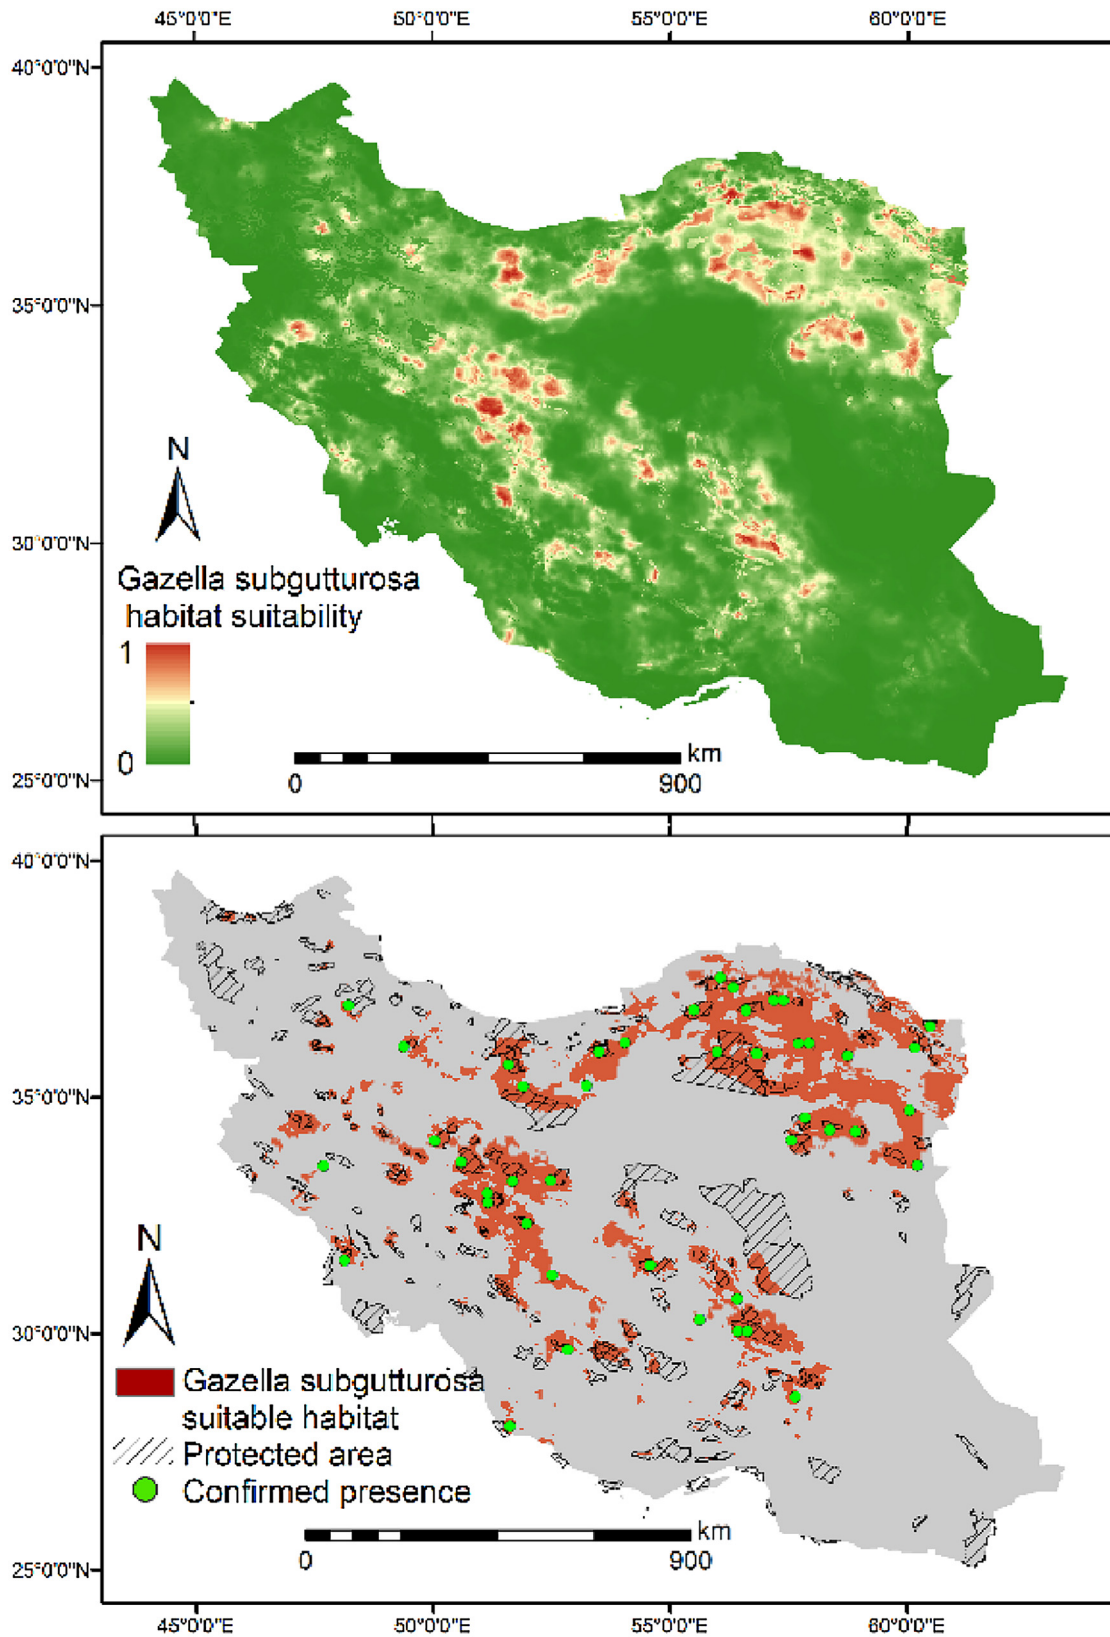 45°0'0"E 50°0'0"E 55°0'0"E 60°0'0"E
40°0'0"N
35°0'0"N
N
30°0'0"N
Gazella subgutturosa
habitat suitability
1
0
km
0 900
25°0'0"N
40°0'0"N
35°0'0"N
N
30°0'0"N
Gazella subgutturosa
suitable habitat
Protected area
Confirmed presence
km
0 900
25°0'0"N
45°0'0"E 50°0'0"E 55°0'0"E 60°0'0"E